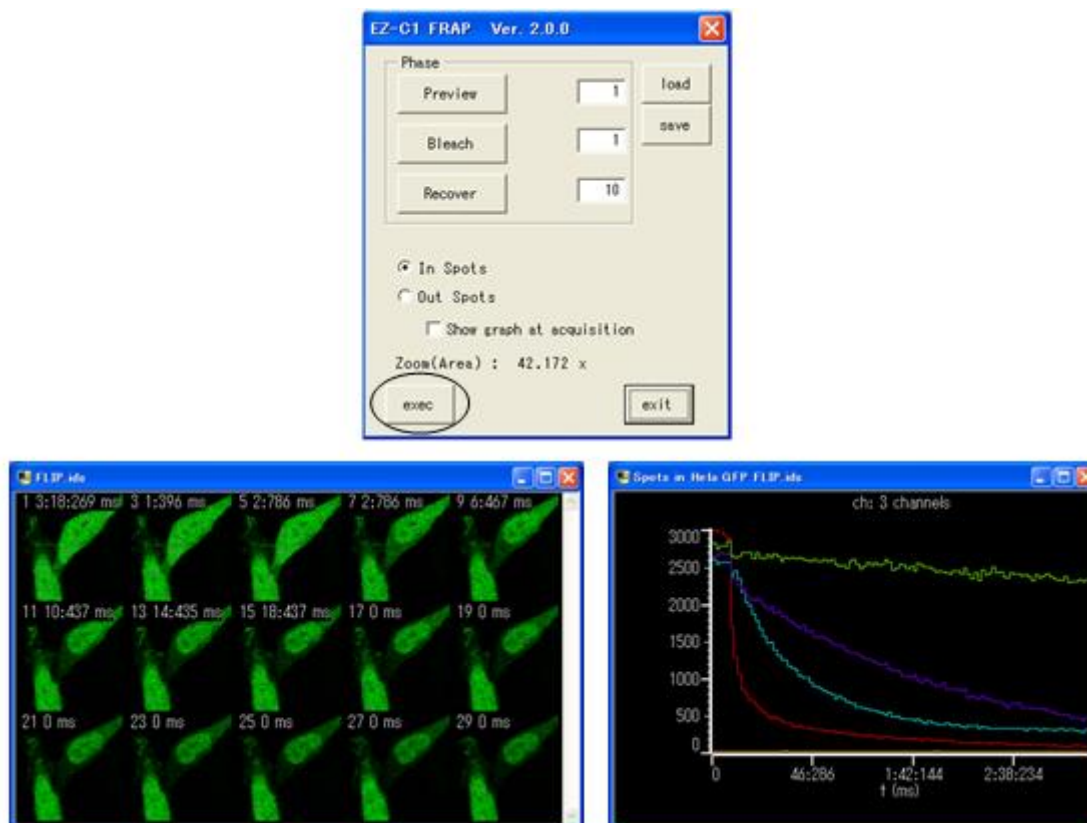 EZ-C1 FRAP Ver. 2.0.0
Phase
Preview 1
load
Bleach 1
save
Recover 10
In Spots
Out Spots
Show graph at acquisition
Zoom(Area) : 42.172 x
exec
exit
FLIP.ids
1 3:18:269 ms 3 1:396 ms 5 2:786 ms 7 2:786 ms 9 6:467 ms
11 10:437 ms 13 14:435 ms 15 18:437 ms 17 0 ms 19 0 ms
21 0 ms 23 0 ms 25 0 ms 27 0 ms 29 0 ms
Spots in Hela GFP FLIP.ids
ch: 3 channels
3000
2500
2000
1500
1000
500
0
0 46:286 1:42:144 2:38:234
t (ms)